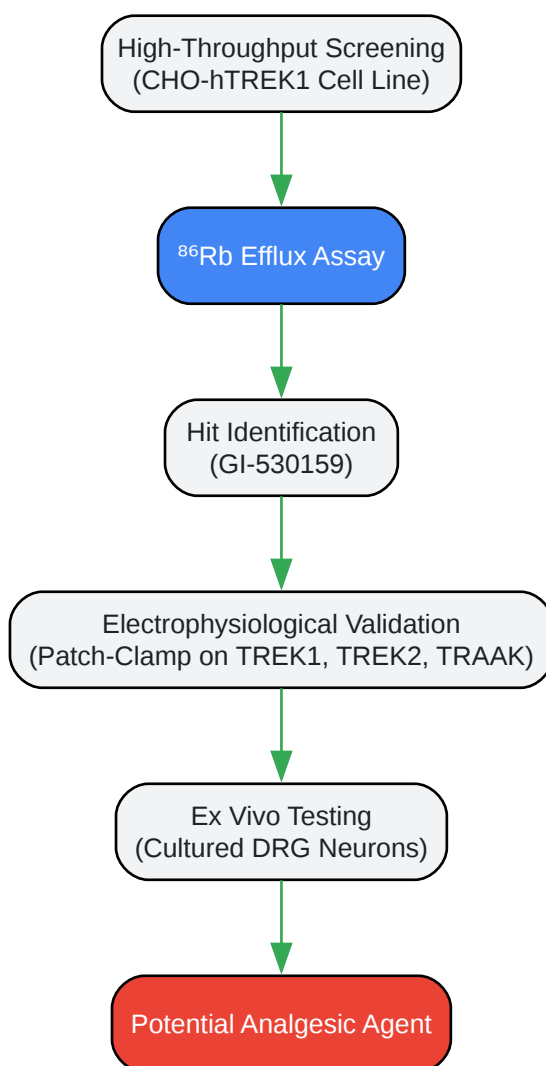 High-Throughput Screening
(CHO-hTREK1 Cell Line)
⁸⁶Rb Efflux Assay
Hit Identification
(GI-530159)
Electrophysiological Validation
(Patch-Clamp on TREK1, TREK2, TRAAK)
Ex Vivo Testing
(Cultured DRG Neurons)
Potential Analgesic Agent